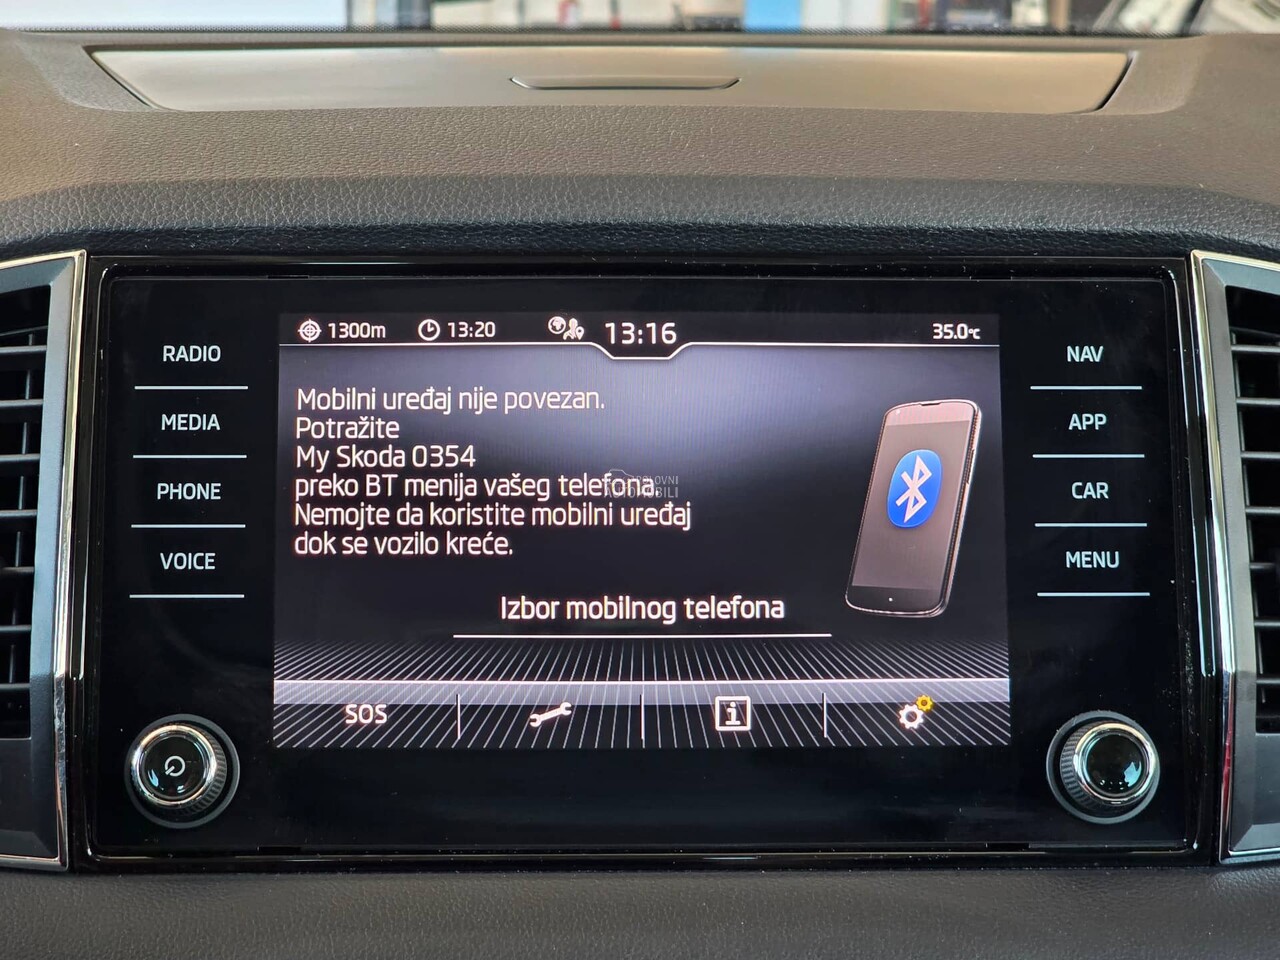 1300m 13:20 13:16 35.0°C
RADIO
MEDIA
PHONE
VOICE
Mobilni uređaj nije povezan.
Potražite
My Skoda 0354
preko BT menija vašeg telefona.
Nemojte da koristite mobilni uređaj
dok se vozilo kreće.
Izbor mobilnog telefona
SOS
i
NAV
APP
CAR
MENU
POLOVNI
AUTOMOBILI